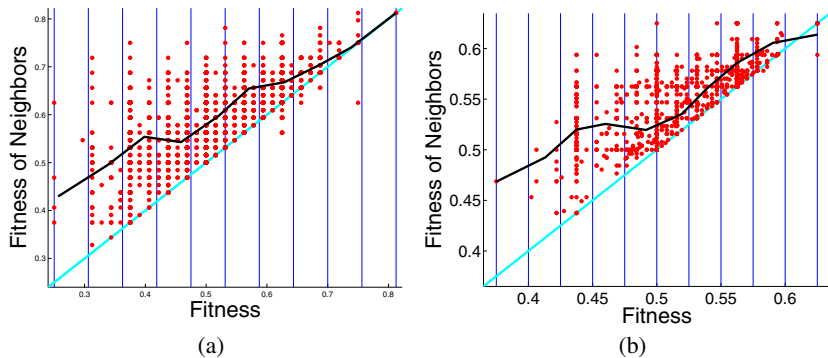 Fitness of Neighbors
0.8
0.7
0.6
0.5
0.4
0.3
0.3 0.4 0.5 0.6 0.7 0.8
Fitness
(a)
Fitness of Neighbors
0.6
0.55
0.5
0.45
0.4
0.4 0.45 0.5 0.55 0.6
Fitness
(b)